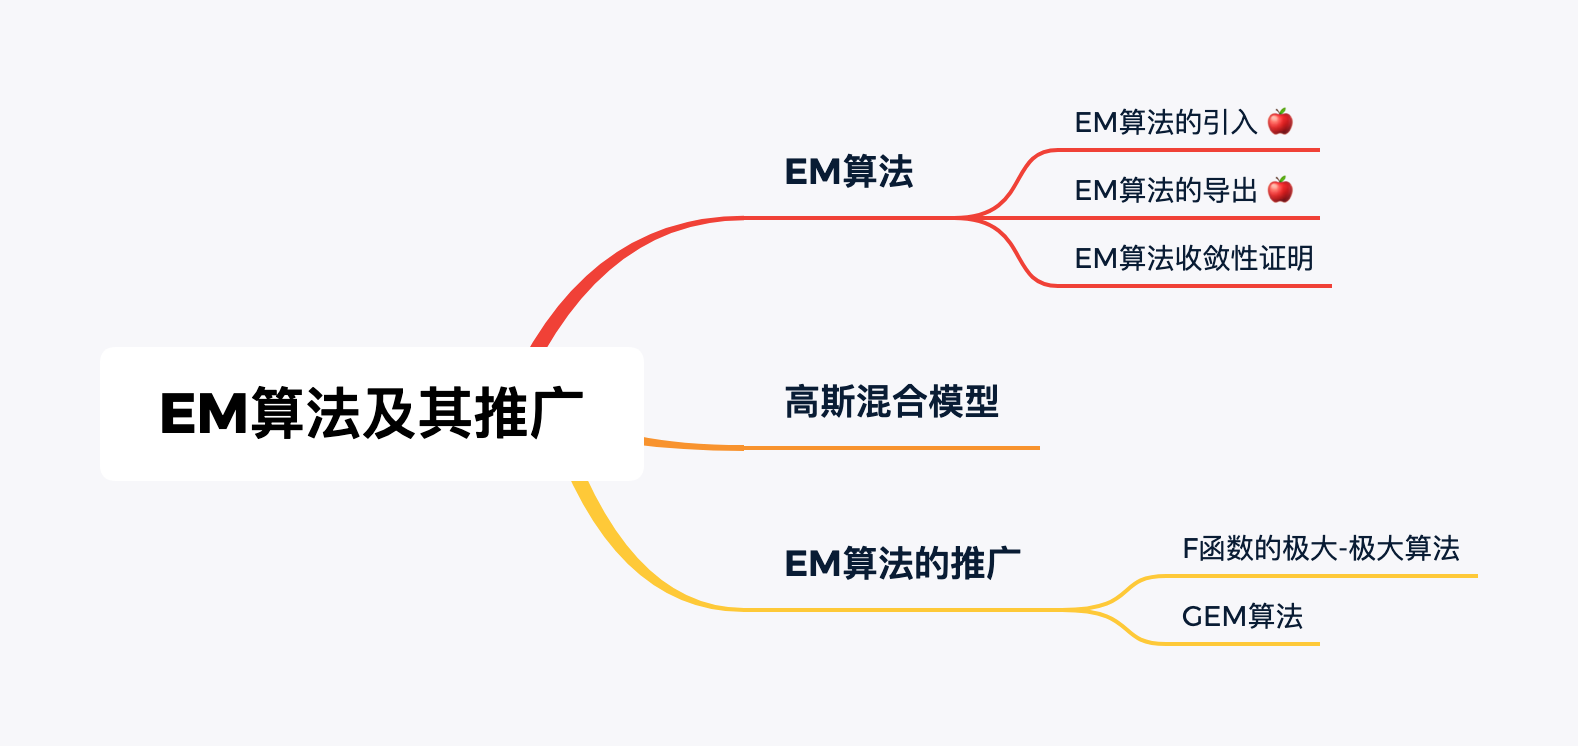 EM算法及其推广
EM算法
EM算法的引入 🍎
EM算法的导出 🍎
EM算法收敛性证明
高斯混合模型
EM算法的推广
F函数的极大-极大算法
GEM算法